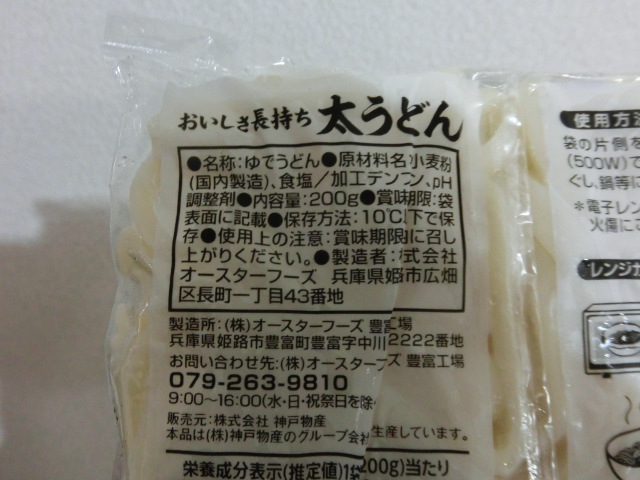 おいしさ長持ち 太うどん
●名称:ゆでうどん●原材料名:小麦粉
(国内製造)、食塩/加工デンプン、pH
調整剤●内容量:200g●賞味期限:袋
表面に記載●保存方法:10℃以下で保
存●使用上の注意:賞味期限内に召し
上がりください。●製造者:株式会社
オースターフーズ 兵庫県姫路市広畑
区長町一丁目43番地
製造所:(株)オースターフーズ 豊富工場
兵庫県姫路市豊富町豊富字中川2222番地
お問い合わせ先:(株)オースターフーズ 豊富工場
079-263-9810
9:00〜16:00(水・日・祝祭日を除
販売元:株式会社 神戸物産
本品は(株)神戸物産のグループ会 生産しています。
栄養成分表示(推定値)1袋(200g)当たり
使用方法
袋の片側を
(500W)で
ぐし、鍋等に
*電子レン
火傷に
レンジカ